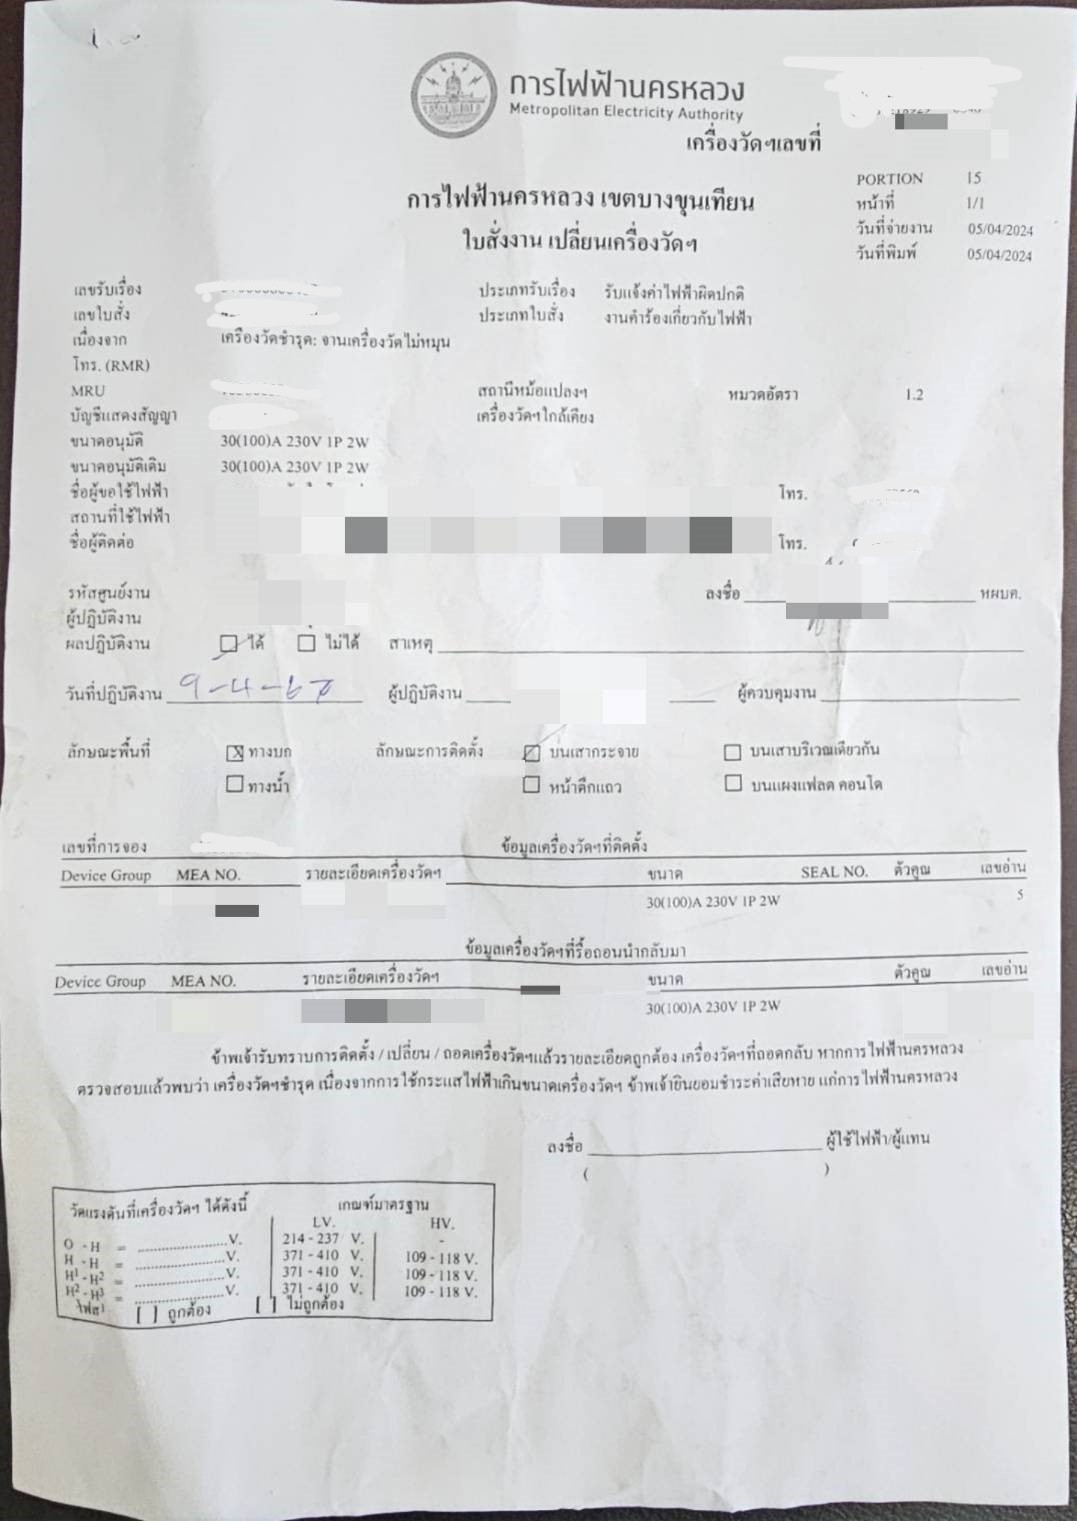 การไฟฟ้านครหลวง
Metropolitan Electricity Authority
เครื่องวัดฯเลขที่
PORTION 15
การไฟฟ้านครหลวง เขตบางขุนเทียน
หน้าที่ 1/1
ใบสั่งงาน เปลี่ยนเครื่องวัดฯ
วันที่จ่ายงาน 05/04/2024
วันที่พิมพ์ 05/04/2024
เลขรับเรื่อง ประเภทรับเรื่อง รับแจ้งค่าไฟฟ้าผิดปกติ
เลขใบสั่ง ประเภทใบสั่ง งานคำร้องเกี่ยวกับไฟฟ้า
เนื่องจาก เครื่องวัดชำรุด: จานเครื่องวัดไม่หมุน
โทร. (RMR)
MRU สถานีหม้อแปลงฯ หมวดอัตรา 1.2
บัญชีแสดงสัญญา เครื่องวัดฯใกล้เคียง
ขนาดอนุมัติ 30(100)A 230V 1P 2W
ขนาดอนุมัติเดิม 30(100)A 230V 1P 2W
ชื่อผู้ขอใช้ไฟฟ้า โทร.
สถานที่ใช้ไฟฟ้า
ชื่อผู้ติดต่อ โทร.
รหัสศูนย์งาน ลงชื่อ หผบค.
ผู้ปฏิบัติงาน
ผลปฏิบัติงาน ได้ ไม่ได้ สาเหตุ
วันที่ปฏิบัติงาน 9-4-67 ผู้ปฏิบัติงาน ผู้ควบคุมงาน
ลักษณะพื้นที่ ทางบก ลักษณะการติดตั้ง บนเสากระจาย บนเสาบริเวณเดียวกัน
ทางน้ำ หน้าตึกแถว บนแผงแฟลต คอนโด
เลขที่การจอง ข้อมูลเครื่องวัดฯที่ติดตั้ง
Device Group MEA NO. รายละเอียดเครื่องวัดฯ ขนาด SEAL NO. ตัวคูณ เลขอ่าน
30(100)A 230V 1P 2W 5
ข้อมูลเครื่องวัดฯที่รื้อถอนนำกลับมา
Device Group MEA NO. รายละเอียดเครื่องวัดฯ ขนาด ตัวคูณ เลขอ่าน
30(100)A 230V 1P 2W
ข้าพเจ้ารับทราบการติดตั้ง / เปลี่ยน / ถอดเครื่องวัดฯแล้วรายละเอียดถูกต้อง เครื่องวัดฯที่ถอดกลับ หากการไฟฟ้านครหลวง
ตรวจสอบแล้วพบว่า เครื่องวัดฯชำรุด เนื่องจากการใช้กระแสไฟฟ้าเกินขนาดเครื่องวัดฯ ข้าพเจ้ายินยอมชำระค่าเสียหาย แก่การไฟฟ้านครหลวง
ลงชื่อ ผู้ใช้ไฟฟ้า/ผู้แทน
( )
วัดแรงดันที่เครื่องวัดฯ ได้ดังนี้ เกณฑ์มาตรฐาน
LV. HV.
O - H = V. 214 - 237 V. -
H - H = V. 371 - 410 V. 109 - 118 V.
H¹ - H² = V. 371 - 410 V. 109 - 118 V.
H² - H³ = V. 371 - 410 V. 109 - 118 V.
[ ] ถูกต้อง [ ] ไม่ถูกต้อง